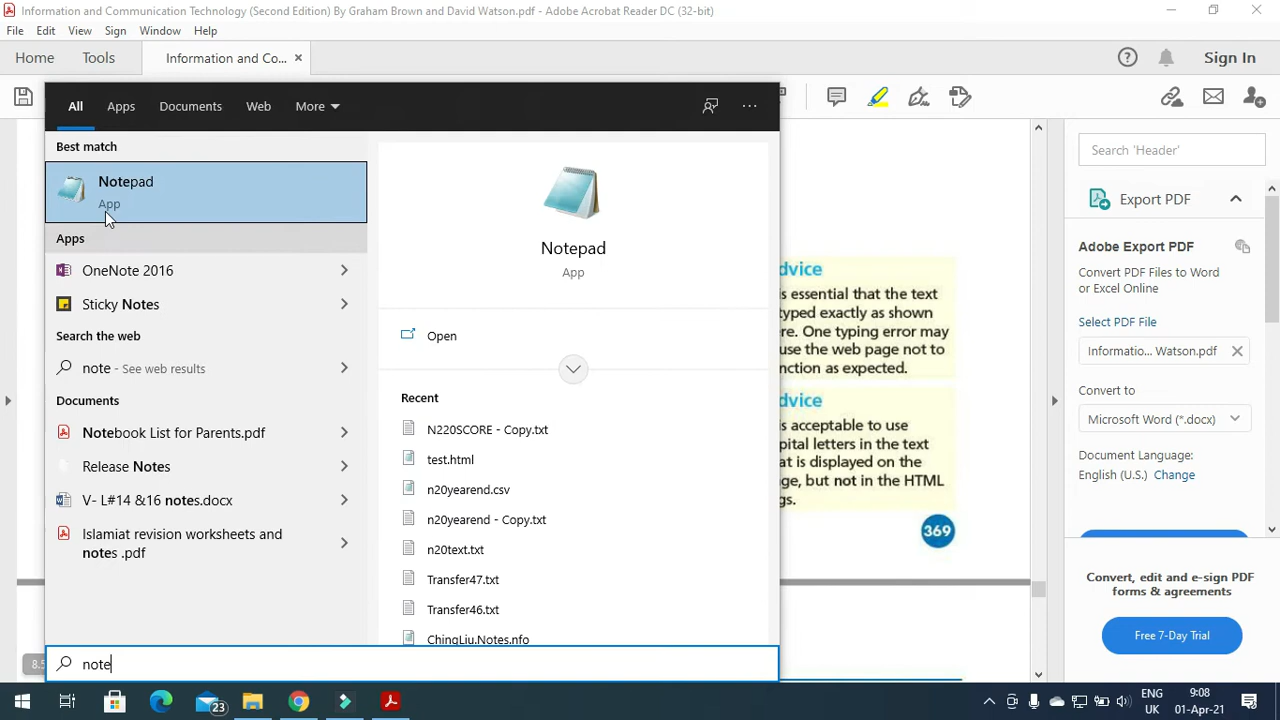 Information and Communication Technology (Second Edition) By Graham Brown and David Watson.pdf - Adobe Acrobat Reader DC (32-bit)
File Edit View Sign Window Help
Home Tools Information and Co... Sign In
All Apps Documents Web More
Best match
Notepad
App
Apps
OneNote 2016
Sticky Notes
Search the web
note - See web results
Documents
Notebook List for Parents.pdf
Release Notes
V- L#14 &16 notes.docx
Islamiat revision worksheets and
notes .pdf
note
Notepad
App
Open
Recent
N220SCORE - Copy.txt
test.html
n20yearend.csv
n20yearend - Copy.txt
n20text.txt
Transfer47.txt
Transfer46.txt
ChingLiu.Notes.nfo
dvice
s essential that the text
typed exactly as shown
re. One typing error may
use the web page not to
nction as expected.
dvice
s acceptable to use
pital letters in the text
at is displayed on the
ge, but not in the HTML
gs.
369
8.5
Search 'Header'
Export PDF
Adobe Export PDF
Convert PDF Files to Word
or Excel Online
Select PDF File
Informatio... Watson.pdf
Convert to
Microsoft Word (*.docx)
Document Language:
English (U.S.) Change
Convert, edit and e-sign PDF
forms & agreements
Free 7-Day Trial
23
ENG
UK
9:08
01-Apr-21